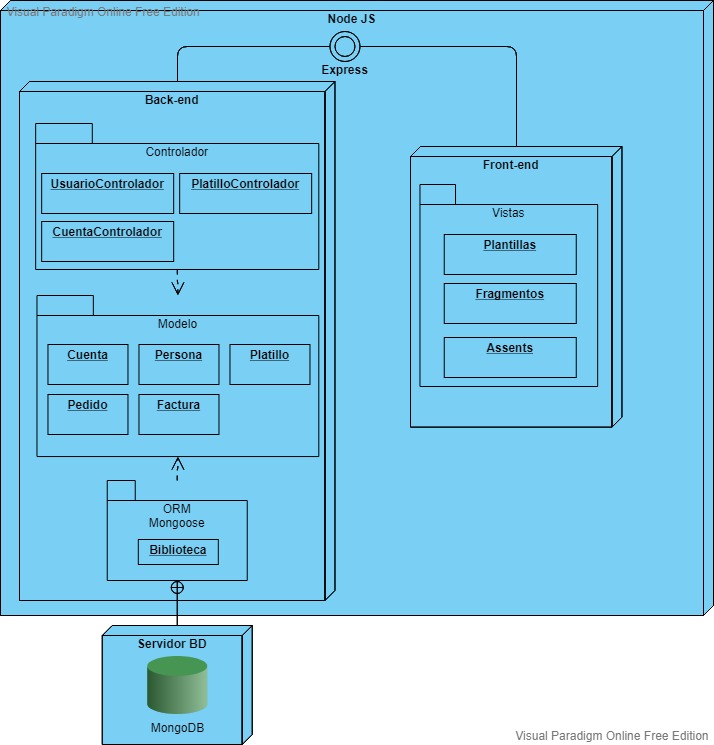 Visual Paradigm Online Free Edition
Node JS
Express
Back-end
Controlador
UsuarioControlador
PlatilloControlador
CuentaControlador
Modelo
Cuenta
Persona
Platillo
Pedido
Factura
ORM
Mongoose
Biblioteca
Front-end
Vistas
Plantillas
Fragmentos
Assents
Servidor BD
MongoDB
Visual Paradigm Online Free Edition